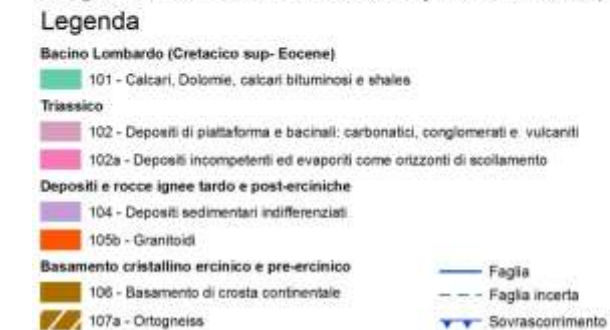 Legenda
Bacino Lombardo (Cretacico sup- Eocene)
101 - Calcari, Dolomie, calcari bituminosi e shales
Triassico
102 - Depositi di piattaforma e bacinali: carbonatici, conglomerati e vulcaniti
102a - Depositi incompetenti ed evaporiti come orizzonti di scollamento
Depositi e rocce ignee tardo e post-erciniche
104 - Depositi sedimentari indifferenziati
105b - Granitoidi
Basamento cristallino ercinico e pre-ercinico
106 - Basamento di crosta continentale
107a - Ortogneiss
Faglia
Faglia incerta
Sovrascorrimento